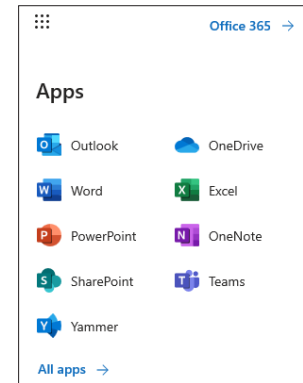 Office 365 →
Apps
Outlook OneDrive
Word Excel
PowerPoint OneNote
SharePoint Teams
Yammer
All apps →